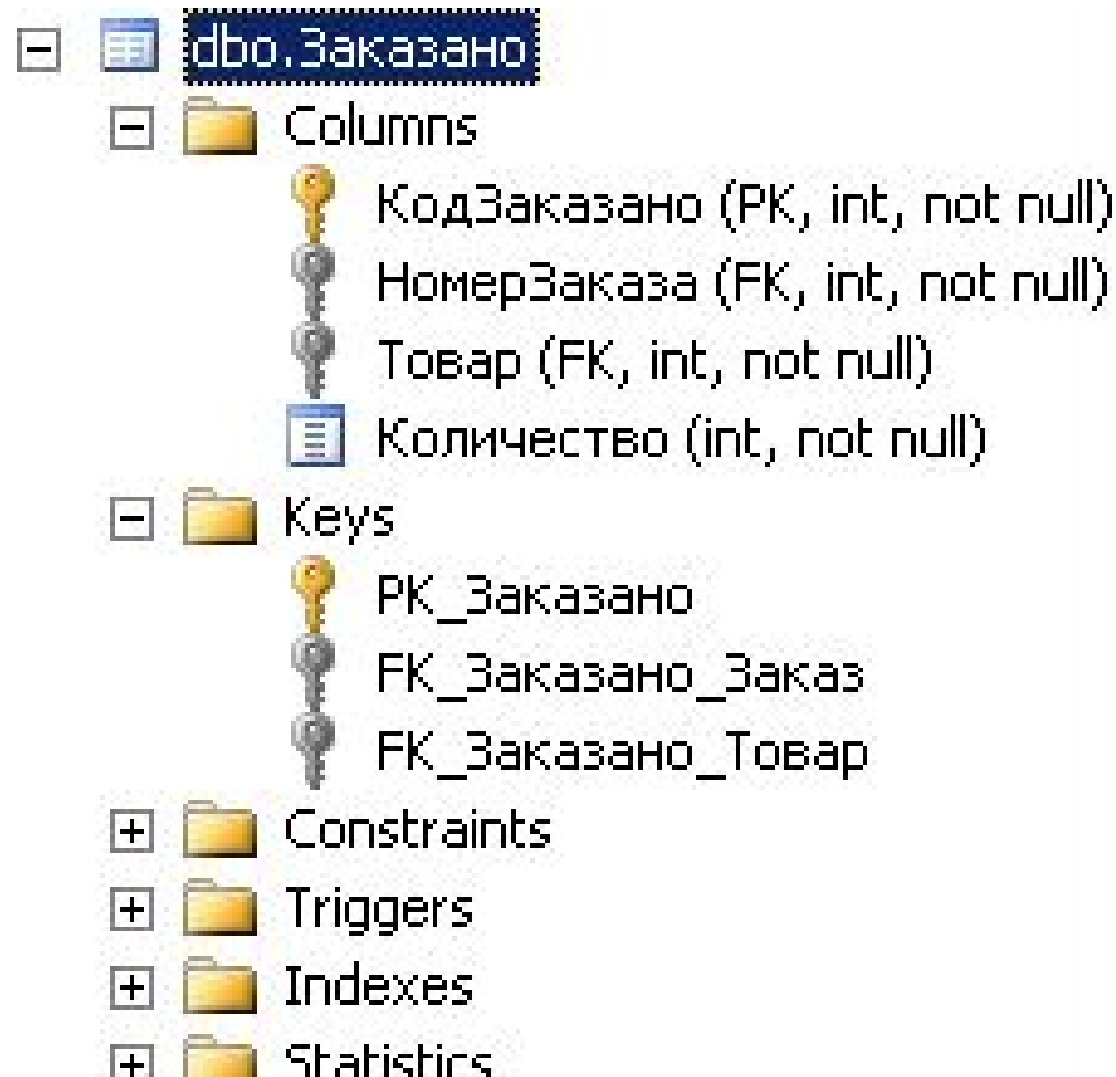 dbo.Заказано
Columns
КодЗаказано (PK, int, not null)
НомерЗаказа (FK, int, not null)
Товар (FK, int, not null)
Количество (int, not null)
Keys
PK_Заказано
FK_Заказано_Заказ
FK_Заказано_Товар
Constraints
Triggers
Indexes
Statistics